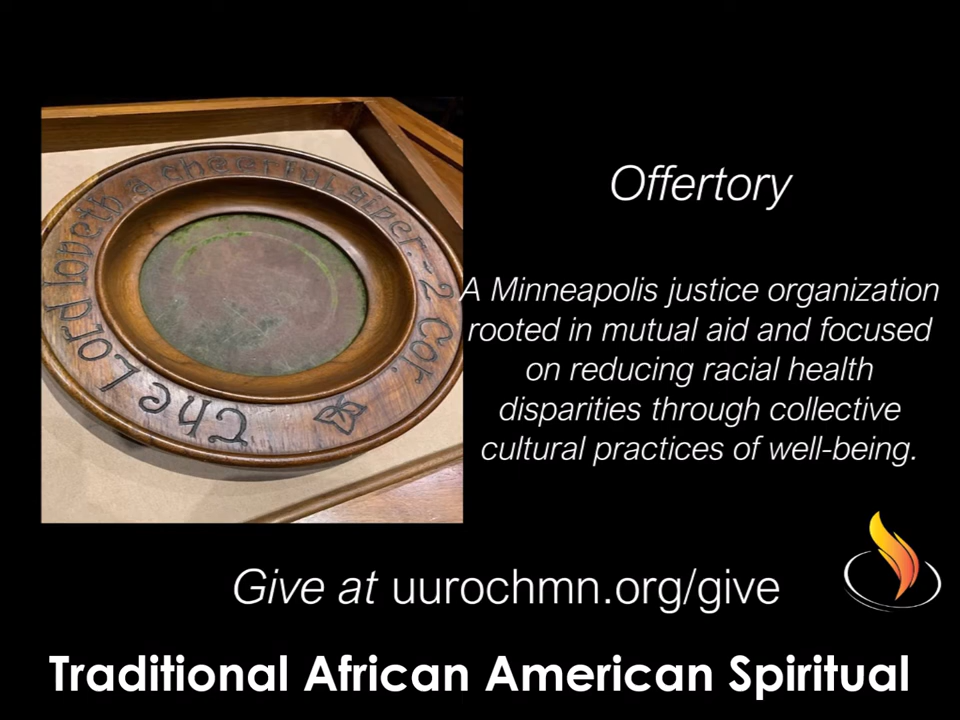 The Lord loveth a cheerful giver.~2 Cor.
Offertory
A Minneapolis justice organization
rooted in mutual aid and focused
on reducing racial health
disparities through collective
cultural practices of well-being.
Give at uurochmn.org/give
Traditional African American Spiritual